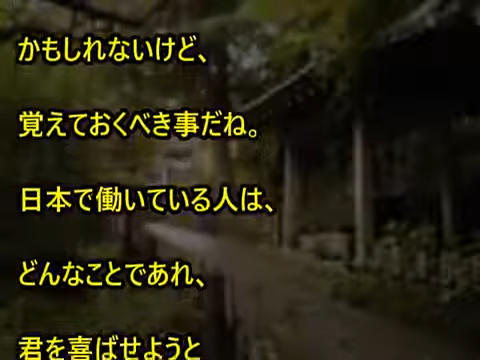 かもしれないけど、
覚えておくべき事だね。
日本で働いている人は、
どんなことであれ、
君を喜ばせようと